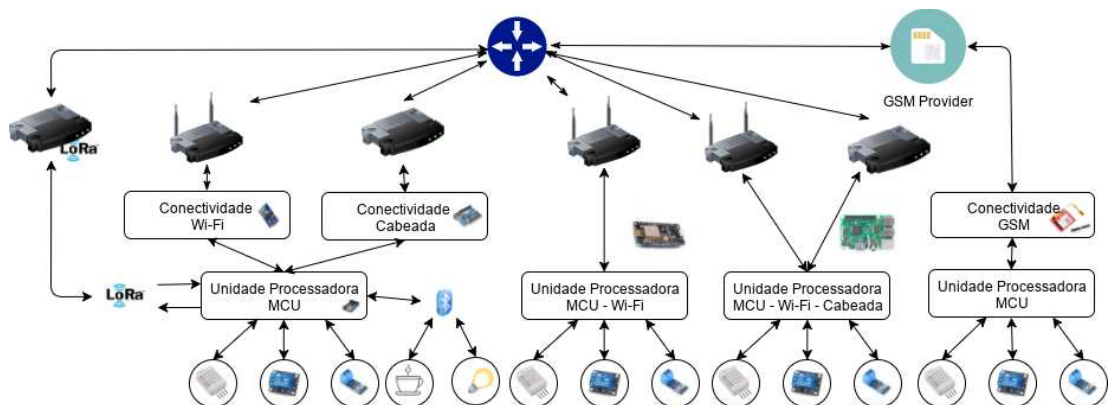 GSM Provider
LoRa
Conectividade
Wi-Fi
Conectividade
Cabeada
Conectividade
GSM
LoRa
Unidade Processadora
MCU
Unidade Processadora
MCU - Wi-Fi
Unidade Processadora
MCU - Wi-Fi - Cabeada
Unidade Processadora
MCU